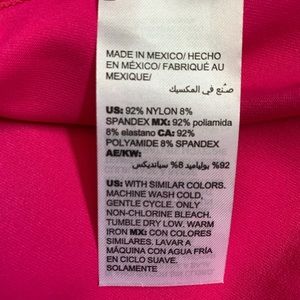 MADE IN MEXICO/ HECHO
EN MÉXICO/ FABRIQUÉ AU
MEXIQUE/
صنع في المكسيك
US: 92% NYLON 8%
SPANDEX MX: 92% poliamida
8% elastano CA: 92%
POLYAMIDE 8% SPANDEX
AE/KW:
92% بوليأميد 8% سباندیکس
US: WITH SIMILAR COLORS.
MACHINE WASH COLD,
GENTLE CYCLE. ONLY
NON-CHLORINE BLEACH.
TUMBLE DRY LOW. WARM
IRON MX: CON COLORES
SIMILARES. LAVAR A
MÁQUINA CON AGUA FRÍA
EN CICLO SUAVE.
SOLAMENTE